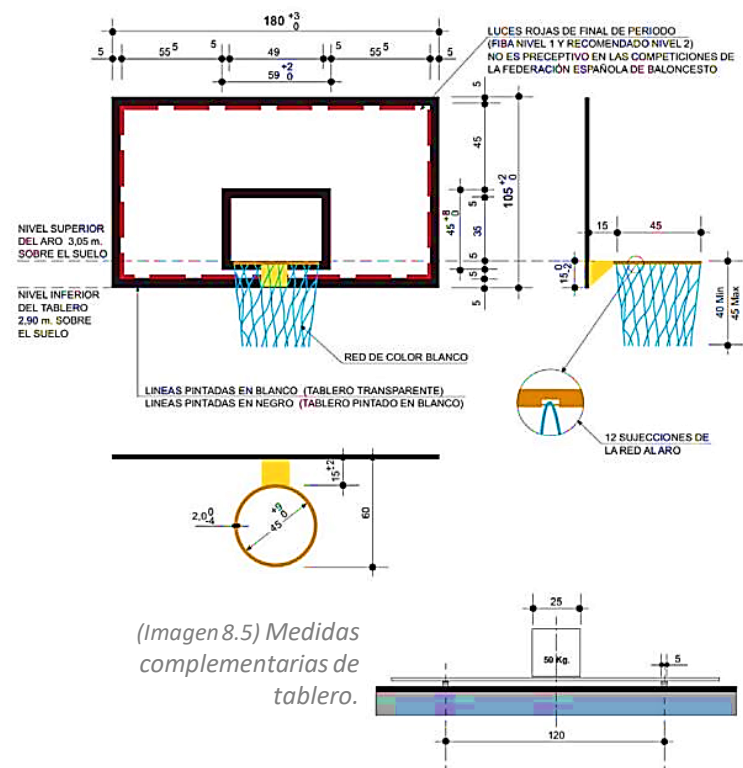 180 +3 0
5 55⁵ 5 49 5 55⁵ 5
+2
59 0
LUCES ROJAS DE FINAL DE PERIODO
(FIBA NIVEL 1 Y RECOMENDADO NIVEL 2)
NO ES PRECEPTIVO EN LAS COMPETICIONES DE
LA FEDERACIÓN ESPAÑOLA DE BALONCESTO
5
45
5
35
5
5
5
45 +8 0
105 +2 0
NIVEL SUPERIOR
DEL ARO 3,05 m.
SOBRE EL SUELO
NIVEL INFERIOR
DEL TABLERO
2,90 m. SOBRE
EL SUELO
15 45
15 0 -2
40 Min
45 Max
RED DE COLOR BLANCO
LINEAS PINTADAS EN BLANCO (TABLERO TRANSPARENTE)
LINEAS PINTADAS EN NEGRO (TABLERO PINTADO EN BLANCO)
12 SUJECCIONES DE
LA RED AL ARO
15 +2
60
2,0 0 -4
45 +9 0
(Imagen 8.5) Medidas
complementarias de
tablero.
25
50 Kg.
5
120